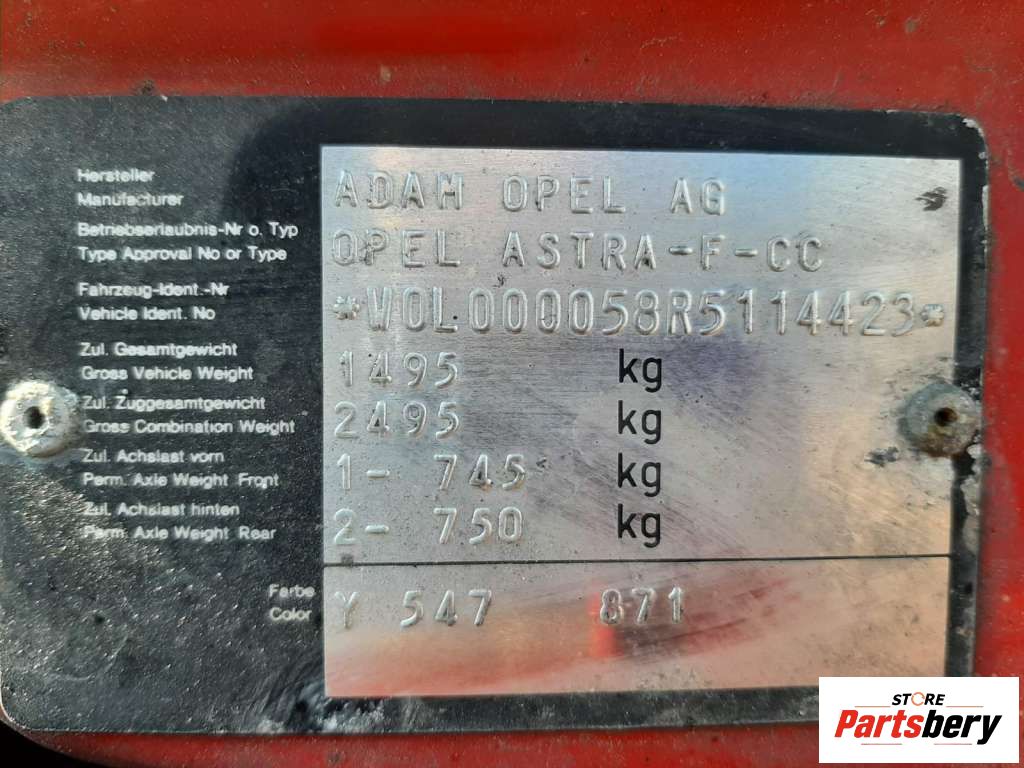 Hersteller
Manufacturer
ADAM OPEL AG
Betriebserlaubnis-Nr o. Typ
Type Approval No or Type
OPEL ASTRA-F-CC
Fahrzeug-Ident.-Nr
Vehicle Ident. No
*W0L000058R5114423*
Zul. Gesamtgewicht
Gross Vehicle Weight
1495 kg
Zul. Zuggesamtgewicht
Gross Combination Weight
2495 kg
Zul. Achslast vorn
Perm. Axle Weight Front
1- 745 kg
Zul. Achslast hinten
Perm. Axle Weight Rear
2- 750 kg
Farbe
Color
Y 547 871
STORE
Partsbery